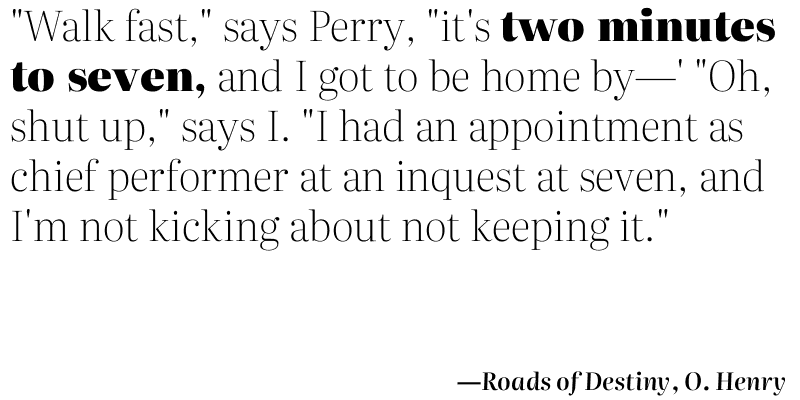 "Walk fast," says Perry, "it's two minutes
to seven, and I got to be home by—' "Oh,
shut up," says I. "I had an appointment as
chief performer at an inquest at seven, and
I'm not kicking about not keeping it."
—Roads of Destiny, O. Henry